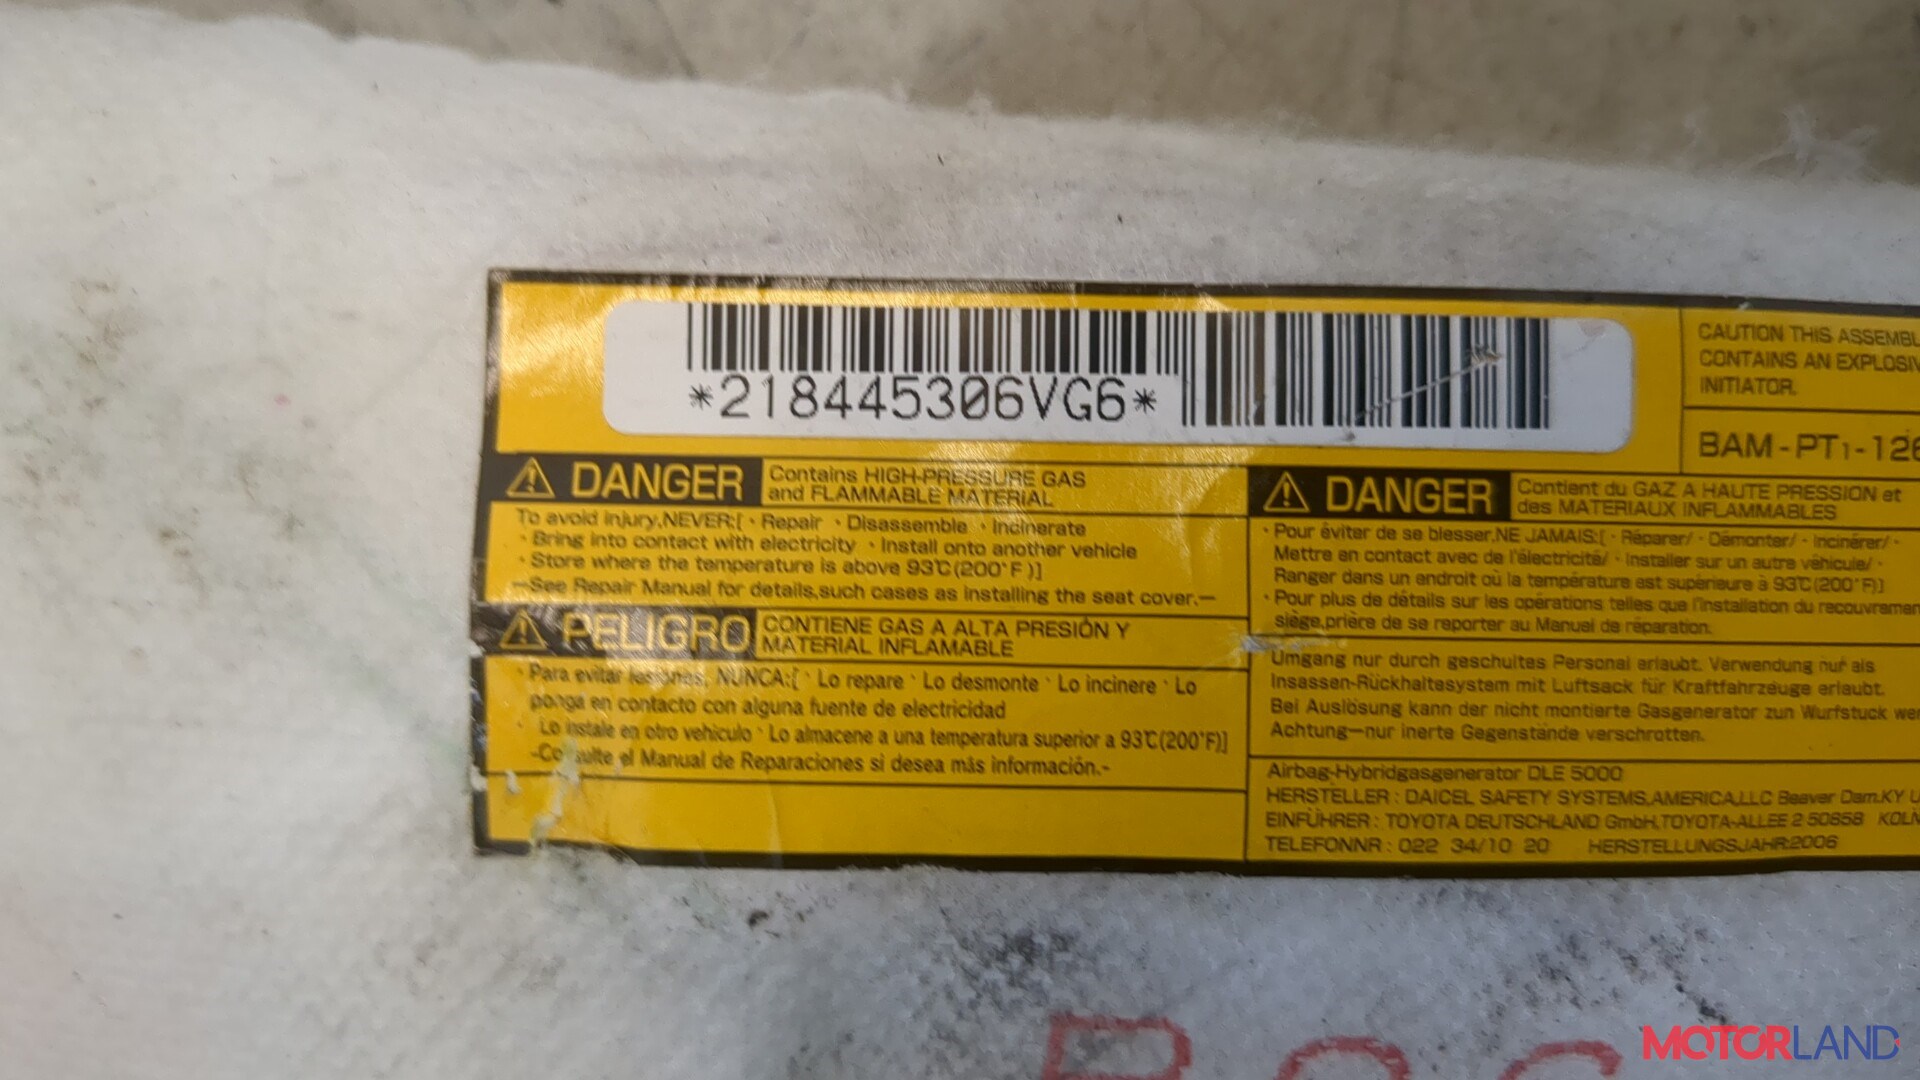 *218445306VG6*
CAUTION THIS
CONTAINS AN
INITIATOR.
BAM-PT1-126
DANGER
Contains HIGH-PRESSURE GAS
and FLAMMABLE MATERIAL
To avoid injury,NEVER:[ · Repair · Disassemble · Incinerate
· Bring into contact with electricity · Install onto another vehicle
· Store where the temperature is above 93℃(200°F)]
—See Repair Manual for details,such cases as installing the seat cover.—
PELIGRO
CONTIENE GAS A ALTA PRESIÓN Y
MATERIAL INFLAMABLE
· Para evitar lesiones, NUNCA:[ · Lo repare · Lo desmonte · Lo incinere · Lo
ponga en contacto con alguna fuente de electricidad
· Lo instale en otro vehículo · Lo almacene a una temperatura superior a 93℃(200°F)]
-Consulte el Manual de Reparaciones si desea más información.-
DANGER
Contient du GAZ A HAUTE PRESSION et
des MATERIAUX INFLAMMABLES
· Pour éviter de se blesser,NE JAMAIS:[ · Réparer/ · Démonter/ · Incinérer/ ·
Mettre en contact avec de l'électricité/ · Installer sur un autre véhicule/ ·
Ranger dans un endroit où la température est supérieure à 93℃(200°F)]
· Pour plus de détails sur les opérations telles que l'installation du
siège,prière de se reporter au Manuel de réparation.
Umgang nur durch geschultes Personal erlaubt. Verwendung nur als
Insassen-Rückhaltesystem mit Luftsack für Kraftfahrzeuge erlaubt.
Bei Auslösung kann der nicht montierte Gasgenerator zun Wurfstuck
Achtung—nur inerte Gegenstände verschrotten.
Airbag-Hybridgasgenerator DLE 5000
HERSTELLER : DAICEL SAFETY SYSTEMS,AMERICA,LLC Beaver Dam.KY
EINFÜHRER : TOYOTA DEUTSCHLAND GmbH,TOYOTA-ALLEE 2 50858 KÖLN
TELEFONNR : 022 34/10 20 HERSTELLUNGSJAHR:2006
MOTORLAND